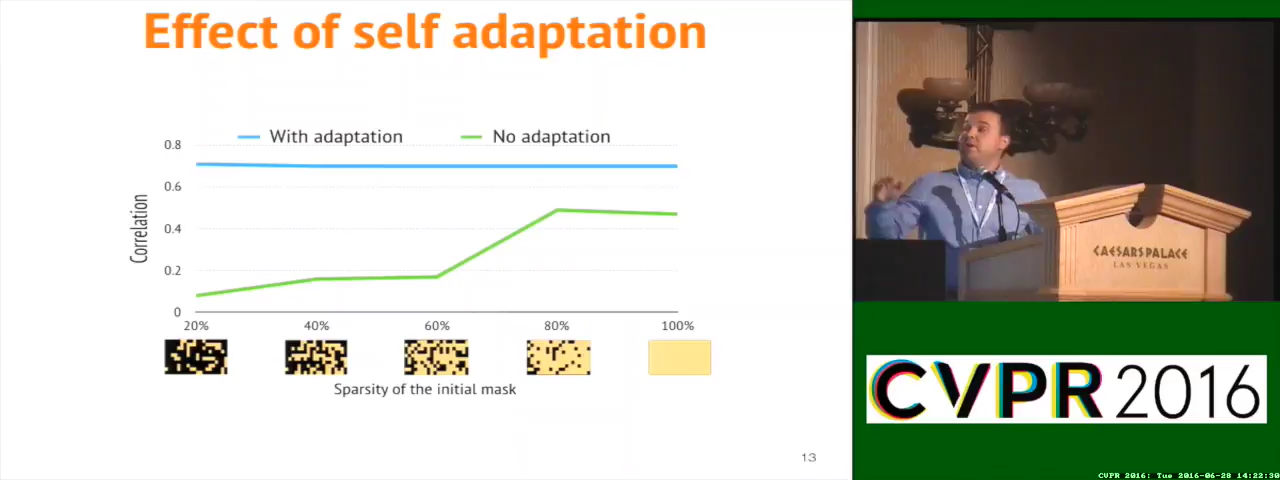 Effect of self adaptation
With adaptation
No adaptation
0.8
0.6
0.4
0.2
0
Correlation
20% 40% 60% 80% 100%
Sparsity of the initial mask
13
CAESARS PALACE
LAS VEGAS
CVPR 2016
CVPR 2016: Tue 2016-06-28 14:22:30